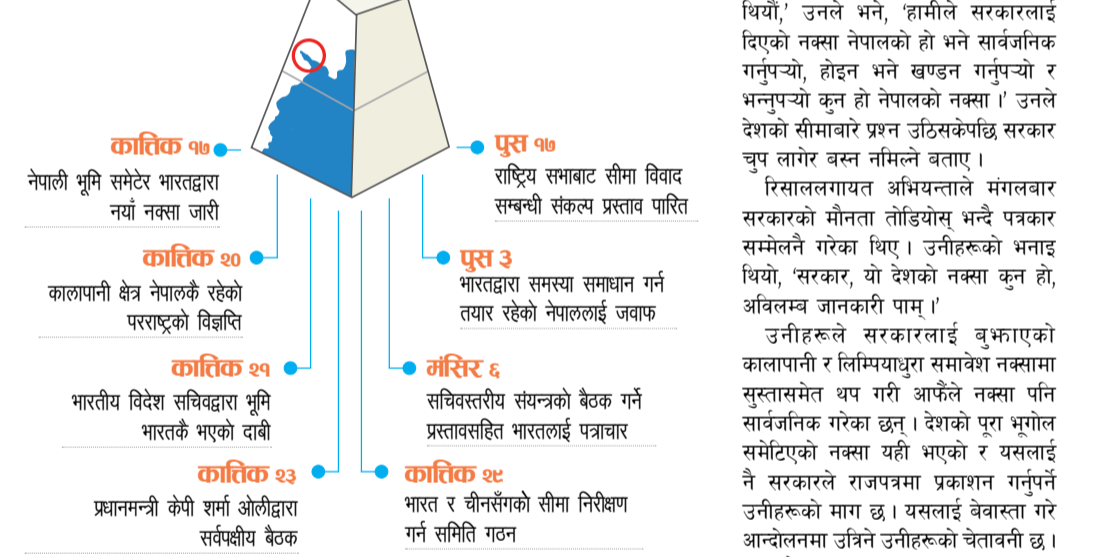 कात्तिक १७
नेपाली भूमि समेटेर भारतद्वारा
नयाँ नक्सा जारी
कात्तिक २०
कालापानी क्षेत्र नेपालकै रहेको
परराष्ट्रको विज्ञप्ति
कात्तिक २१
भारतीय विदेश सचिवद्वारा भूमि
भारतकै भएको दाबी
कात्तिक २३
प्रधानमन्त्री केपी शर्मा ओलीद्वारा
सर्वपक्षीय बैठक
पुस १७
राष्ट्रिय सभाबाट सीमा विवाद
सम्बन्धी संकल्प प्रस्ताव पारित
पुस ३
भारतद्वारा समस्या समाधान गर्न
तयार रहेको नेपाललाई जवाफ
मंसिर ६
सचिवस्तरीय संयन्त्रको बैठक गर्ने
प्रस्तावसहित भारतलाई पत्राचार
कात्तिक २९
भारत र चीनसँगको सीमा निरीक्षण
गर्न समिति गठन
थियौं,’ उनले भने, ‘हामीले सरकारलाई
दिएको नक्सा नेपालको हो भने सार्वजनिक
गर्नुपर्‍यो, होइन भने खण्डन गर्नुपर्‍यो र
भन्नुपर्‍यो कुन हो नेपालको नक्सा ।’ उनले
देशको सीमाबारे प्रश्न उठिसकेपछि सरकार
चुप लागेर बस्न नमिल्ने बताए ।
रिसाललगायत अभियन्ताले मंगलबार
सरकारको मौनता तोडियोस् भन्दै पत्रकार
सम्मेलनै गरेका थिए । उनीहरूको भनाइ
थियो, ‘सरकार, यो देशको नक्सा कुन हो,
अविलम्ब जानकारी पाम् ।’
उनीहरूले सरकारलाई बुझाएको
कालापानी र लिम्पियाधुरा समावेश नक्सामा
सुस्तासमेत थप गरी आफैंले नक्सा पनि
सार्वजनिक गरेका छन् । देशको पूरा भूगोल
समेटिएको नक्सा यही भएको र यसलाई
नै सरकारले राजपत्रमा प्रकाशन गर्नुपर्ने
उनीहरूको माग छ । यसलाई बेवास्ता गरे
आन्दोलनमा उत्रिने उनीहरूको चेतावनी छ ।